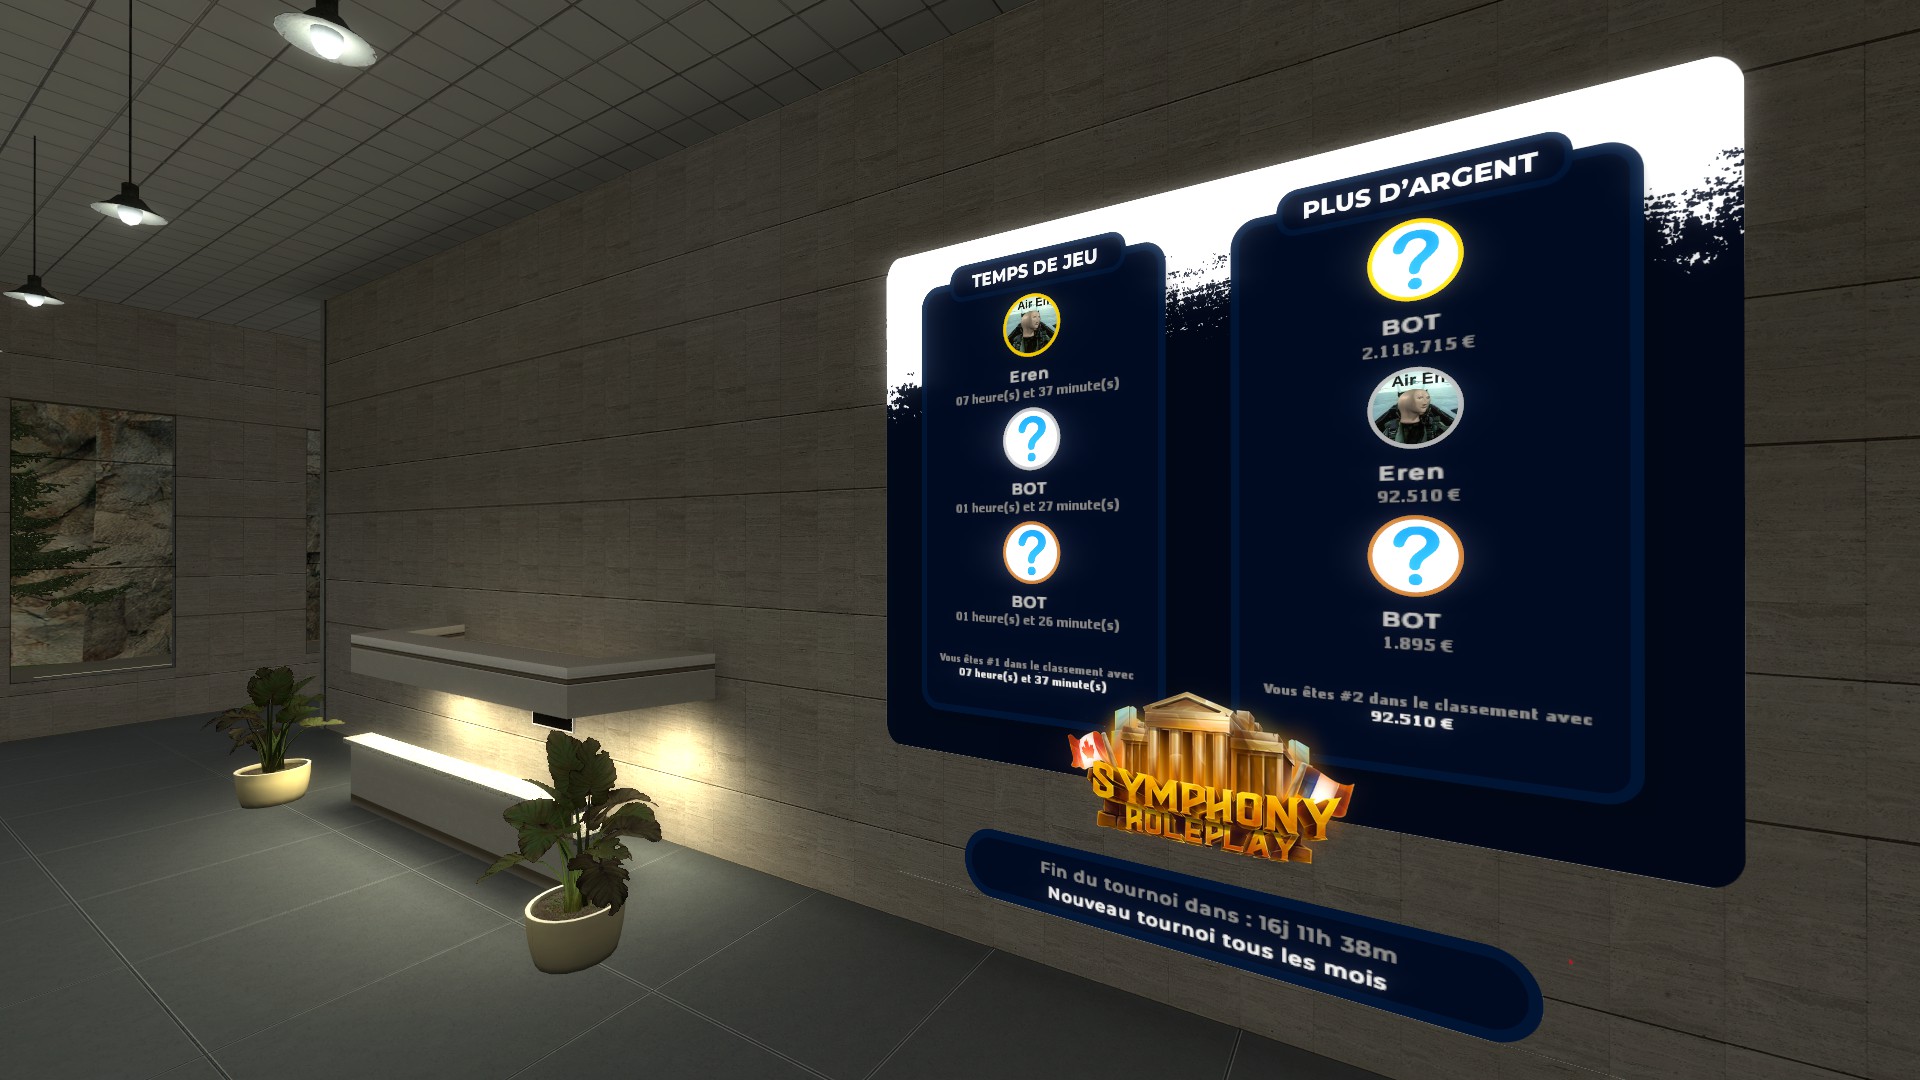 TEMPS DE JEU
Air En
Eren
07 heure(s) et 37 minute(s)
BOT
01 heure(s) et 27 minute(s)
BOT
01 heure(s) et 26 minute(s)
Vous êtes #1 dans le classement avec
07 heure(s) et 37 minute(s)
PLUS D'ARGENT
BOT
2.118.715 €
Air En
Eren
92.510 €
BOT
1.895 €
Vous êtes #2 dans le classement avec
92.510 €
SYMPHONY
ROLEPLAY
Fin du tournoi dans : 16j 11h 38m
Nouveau tournoi tous les mois